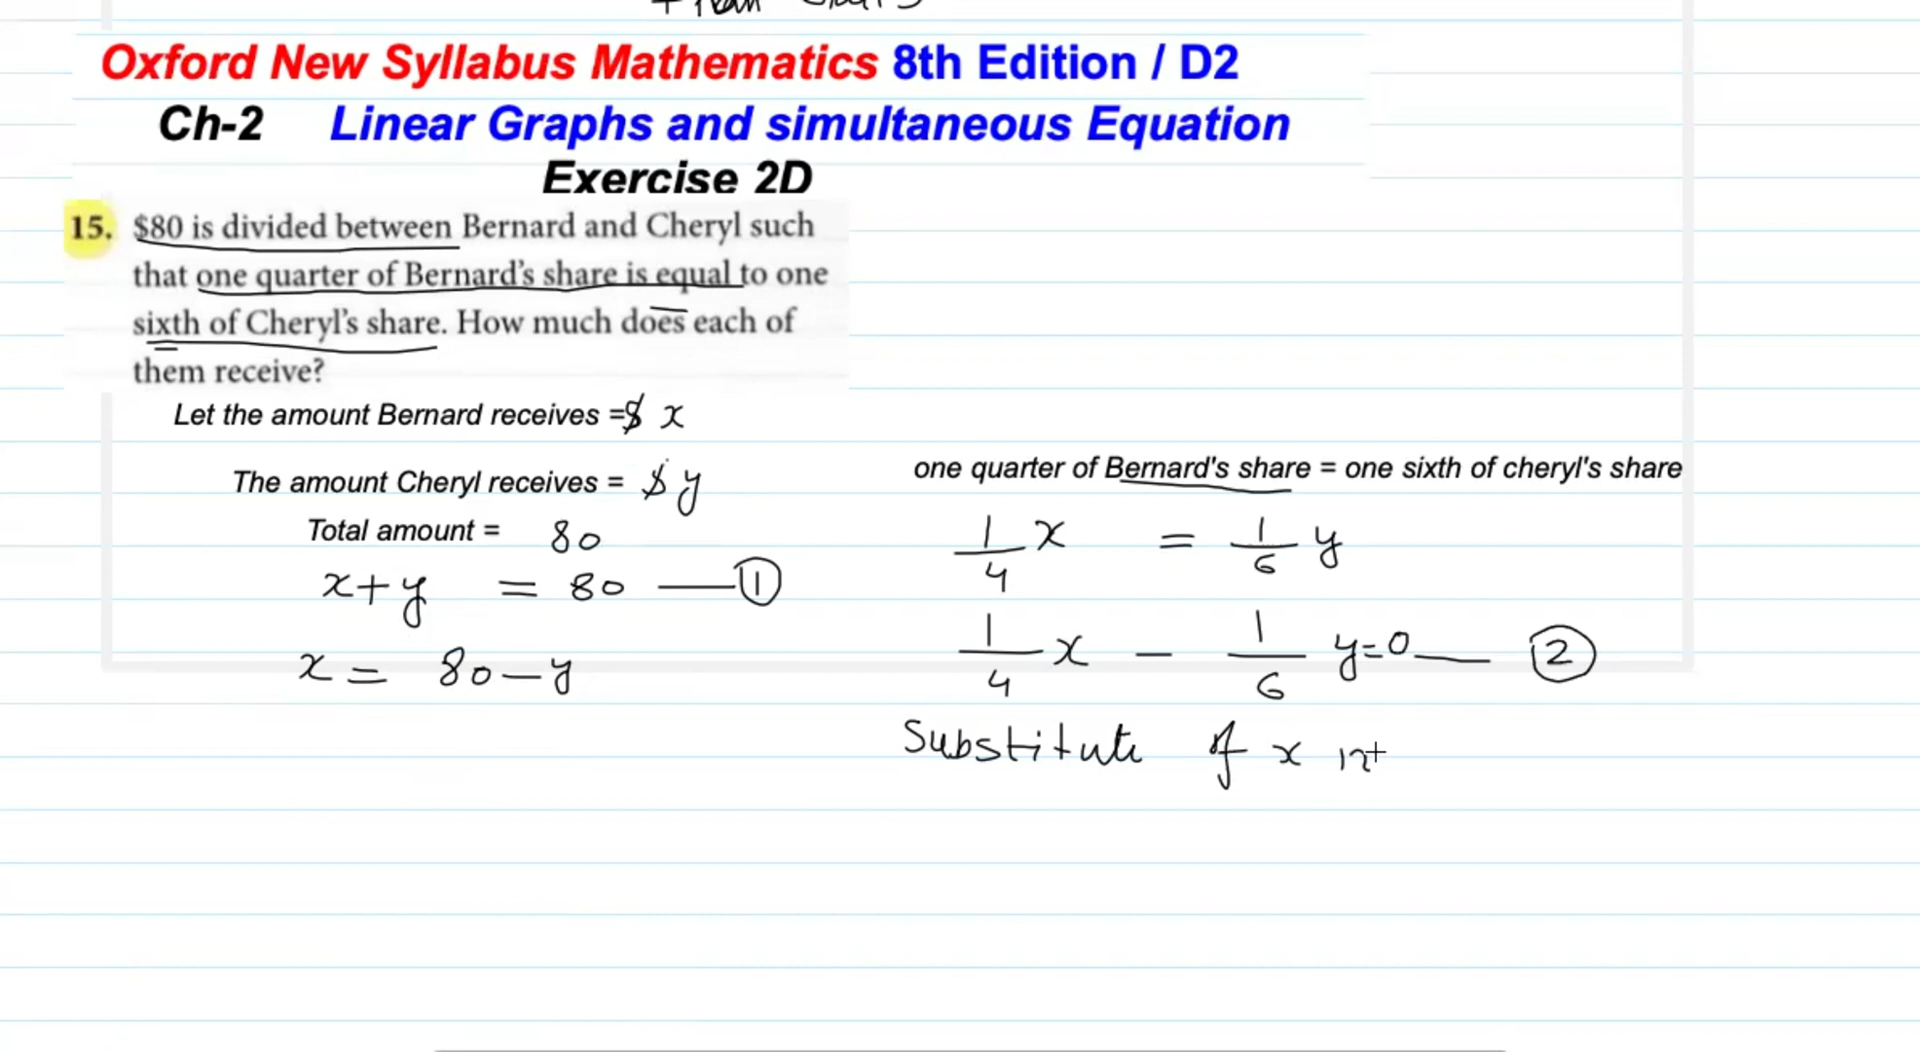 Oxford New Syllabus Mathematics 8th Edition / D2
Ch-2 Linear Graphs and simultaneous Equation
Exercise 2D
15. $80 is divided between Bernard and Cheryl such
that one quarter of Bernard's share is equal to one
sixth of Cheryl's share. How much does each of
them receive?
Let the amount Bernard receives =$ x
The amount Cheryl receives = $ y
Total amount = 80
x+y = 80 — ①
x = 80-y
one quarter of Bernard's share = one sixth of cheryl's share
1/4 x = 1/6 y
1/4 x - 1/6 y=0 — ②
Substitute of x